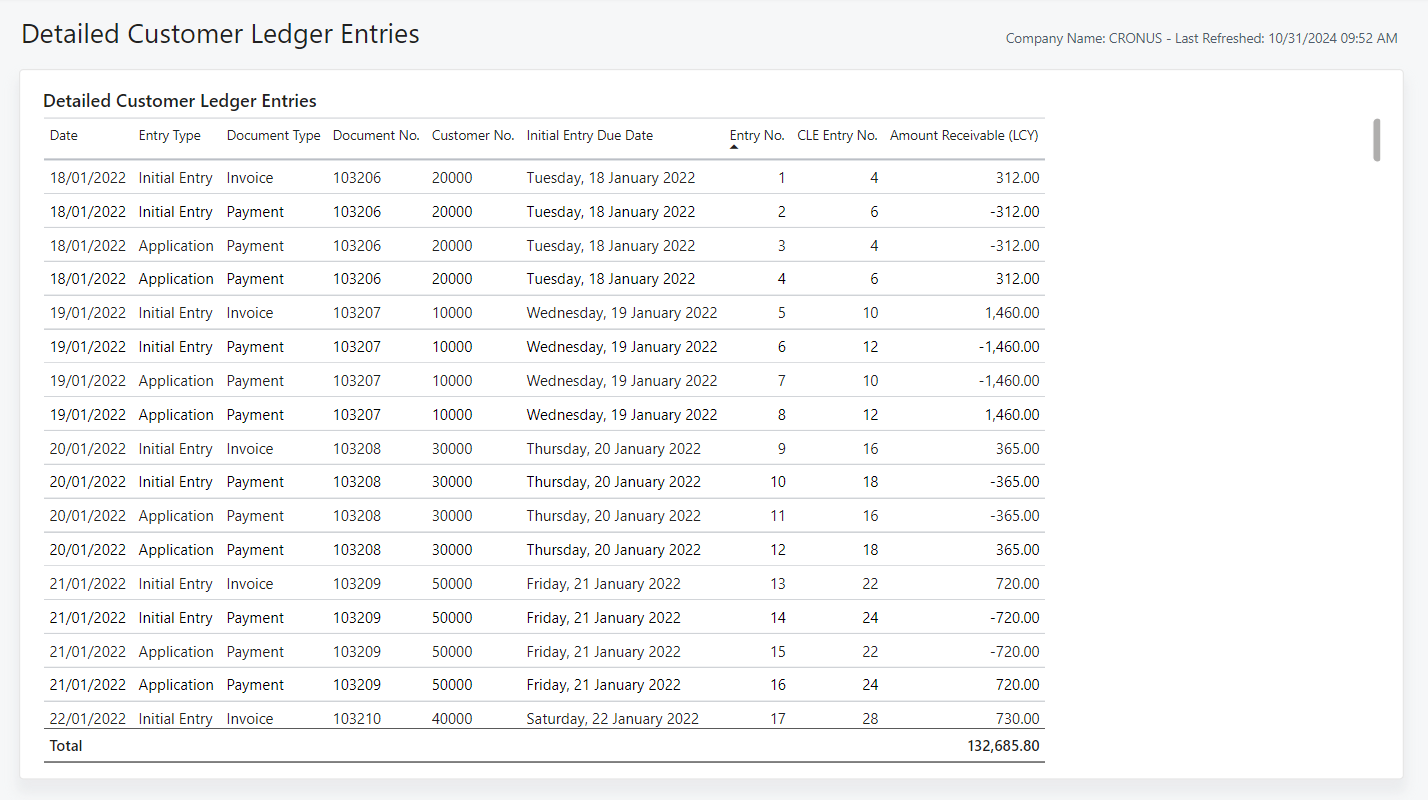 Detailed Customer Ledger Entries
Company Name: CRONUS - Last Refreshed: 10/31/2024 09:52 AM
Detailed Customer Ledger Entries
Date Entry Type Document Type Document No. Customer No. Initial Entry Due Date Entry No. CLE Entry No. Amount Receivable (LCY)
18/01/2022 Initial Entry Invoice 103206 20000 Tuesday, 18 January 2022 1 4 312.00
18/01/2022 Initial Entry Payment 103206 20000 Tuesday, 18 January 2022 2 6 -312.00
18/01/2022 Application Payment 103206 20000 Tuesday, 18 January 2022 3 4 -312.00
18/01/2022 Application Payment 103206 20000 Tuesday, 18 January 2022 4 6 312.00
19/01/2022 Initial Entry Invoice 103207 10000 Wednesday, 19 January 2022 5 10 1,460.00
19/01/2022 Initial Entry Payment 103207 10000 Wednesday, 19 January 2022 6 12 -1,460.00
19/01/2022 Application Payment 103207 10000 Wednesday, 19 January 2022 7 10 -1,460.00
19/01/2022 Application Payment 103207 10000 Wednesday, 19 January 2022 8 12 1,460.00
20/01/2022 Initial Entry Invoice 103208 30000 Thursday, 20 January 2022 9 16 365.00
20/01/2022 Initial Entry Payment 103208 30000 Thursday, 20 January 2022 10 18 -365.00
20/01/2022 Application Payment 103208 30000 Thursday, 20 January 2022 11 16 -365.00
20/01/2022 Application Payment 103208 30000 Thursday, 20 January 2022 12 18 365.00
21/01/2022 Initial Entry Invoice 103209 50000 Friday, 21 January 2022 13 22 720.00
21/01/2022 Initial Entry Payment 103209 50000 Friday, 21 January 2022 14 24 -720.00
21/01/2022 Application Payment 103209 50000 Friday, 21 January 2022 15 22 -720.00
21/01/2022 Application Payment 103209 50000 Friday, 21 January 2022 16 24 720.00
22/01/2022 Initial Entry Invoice 103210 40000 Saturday, 22 January 2022 17 28 730.00
Total 132,685.80